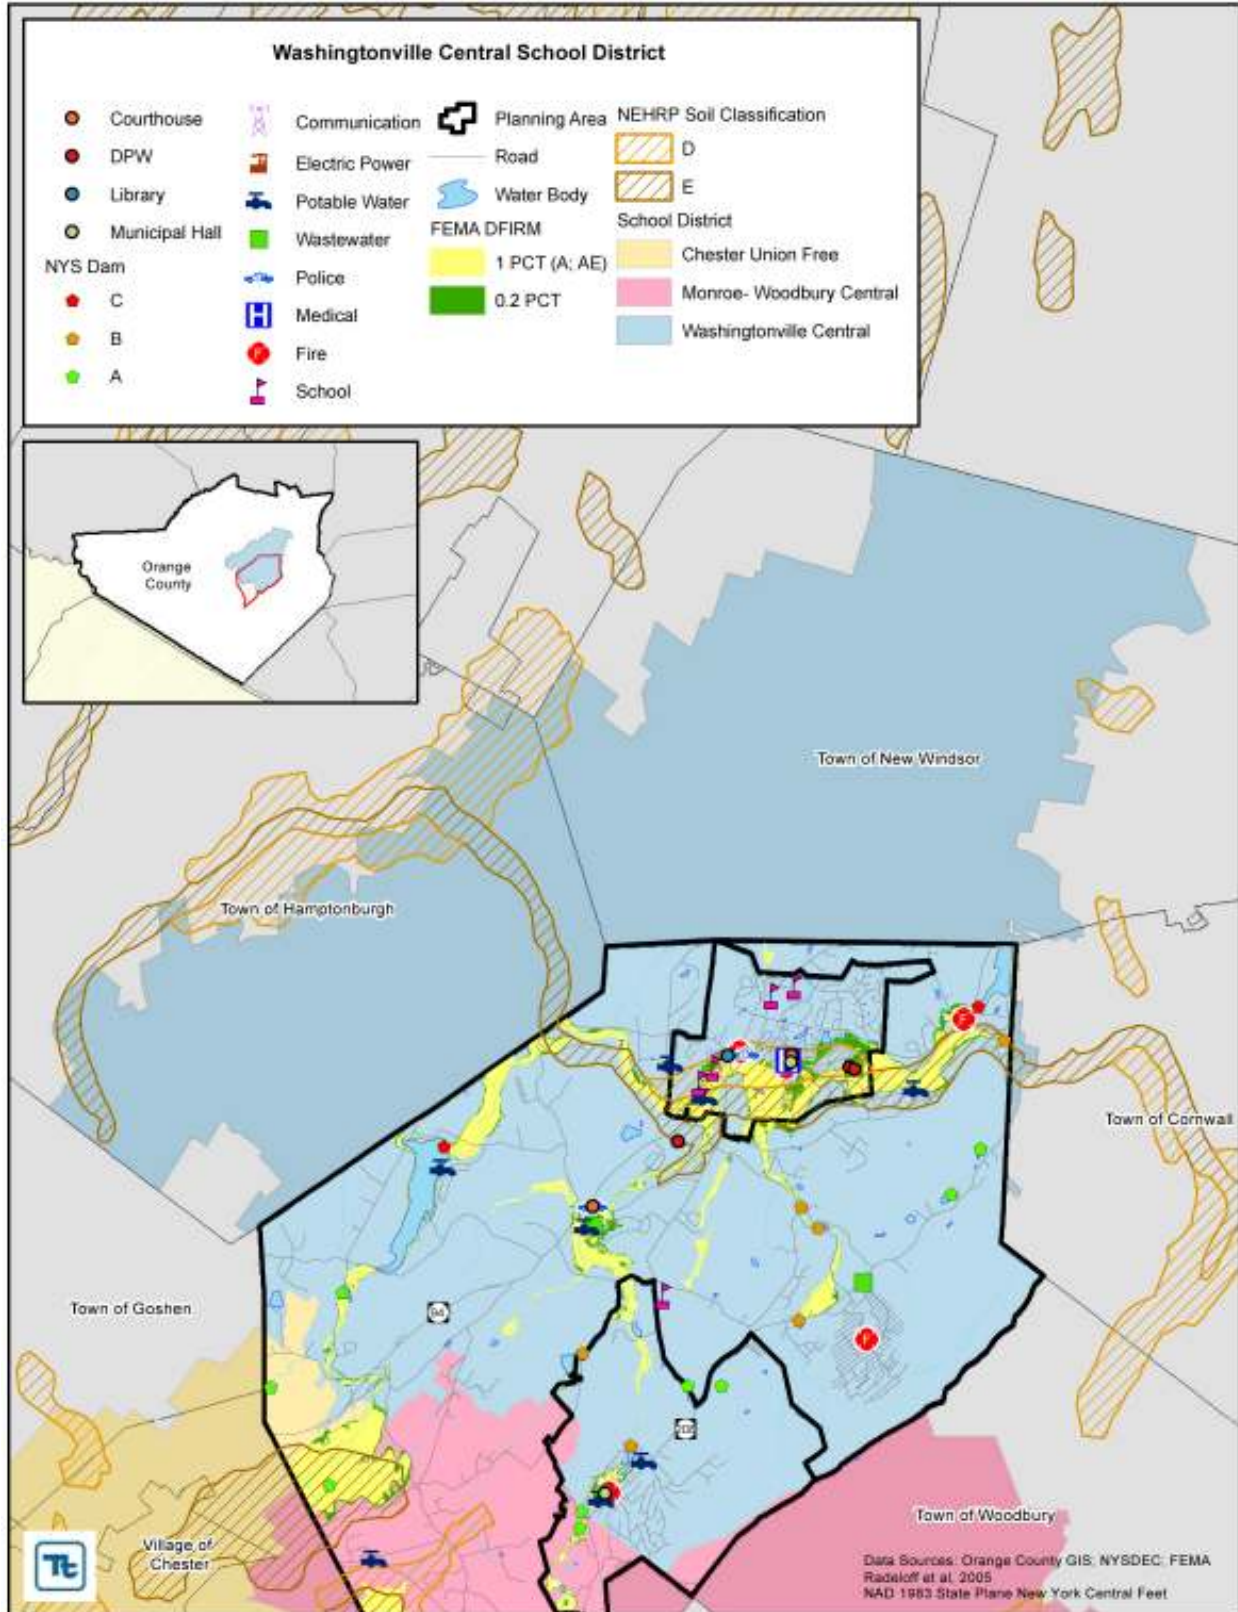 Washingtonville Central School District
Courthouse
DPW
Library
Municipal Hall
NYS Dam
C
B
A
Communication
Electric Power
Potable Water
Wastewater
Police
H Medical
F Fire
School
Planning Area
Road
Water Body
FEMA DFIRM
1 PCT (A; AE)
0.2 PCT
NEHRP Soil Classification
D
E
School District
Chester Union Free
Monroe- Woodbury Central
Washingtonville Central
Orange
County
Town of New Windsor
Town of Hamptonburgh
F
H
Town of Cornwall
Town of Goshen
94
F
208
Town of Woodbury
Village of
Chester
Tt
Data Sources: Orange County GIS; NYSDEC; FEMA
Radeloff et al, 2005
NAD 1983 State Plane New York Central Feet